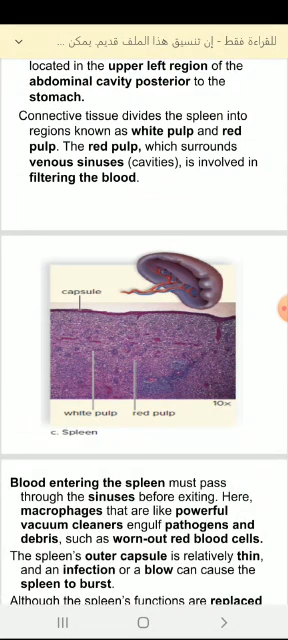 للقراءة فقط - إن تنسيق هذا الملف قديم. يمكن ...
located in the upper left region of the
abdominal cavity posterior to the
stomach.
Connective tissue divides the spleen into
regions known as white pulp and red
pulp. The red pulp, which surrounds
venous sinuses (cavities), is involved in
filtering the blood.
capsule
white pulp red pulp
10x
c. Spleen
Blood entering the spleen must pass
through the sinuses before exiting. Here,
macrophages that are like powerful
vacuum cleaners engulf pathogens and
debris, such as worn-out red blood cells.
The spleen's outer capsule is relatively thin,
and an infection or a blow can cause the
spleen to burst.
Although the spleen's functions are replaced